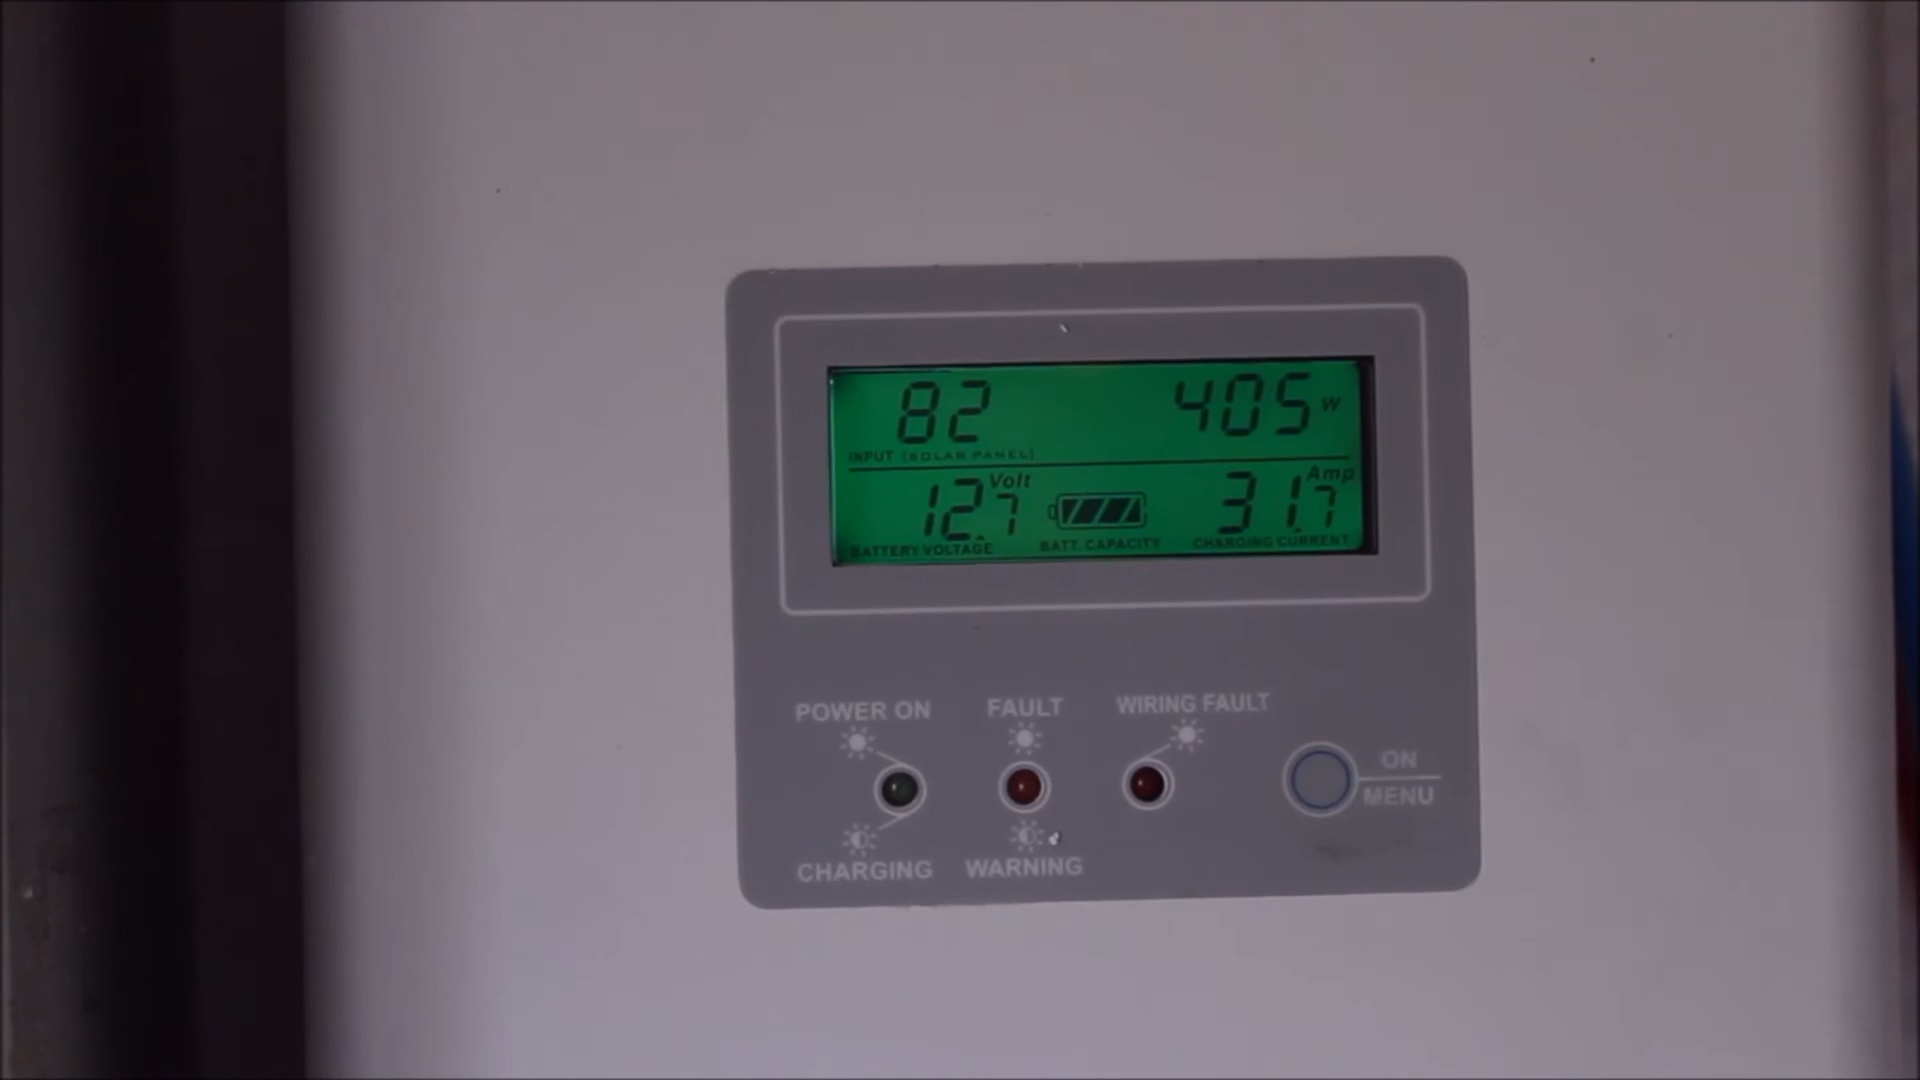 82 405 W
INPUT [SOLAR PANEL]
12.7 Volt 31.7 Amp
BATTERY VOLTAGE BATT. CAPACITY CHARGING CURRENT
POWER ON FAULT WIRING FAULT
ON
MENU
CHARGING WARNING